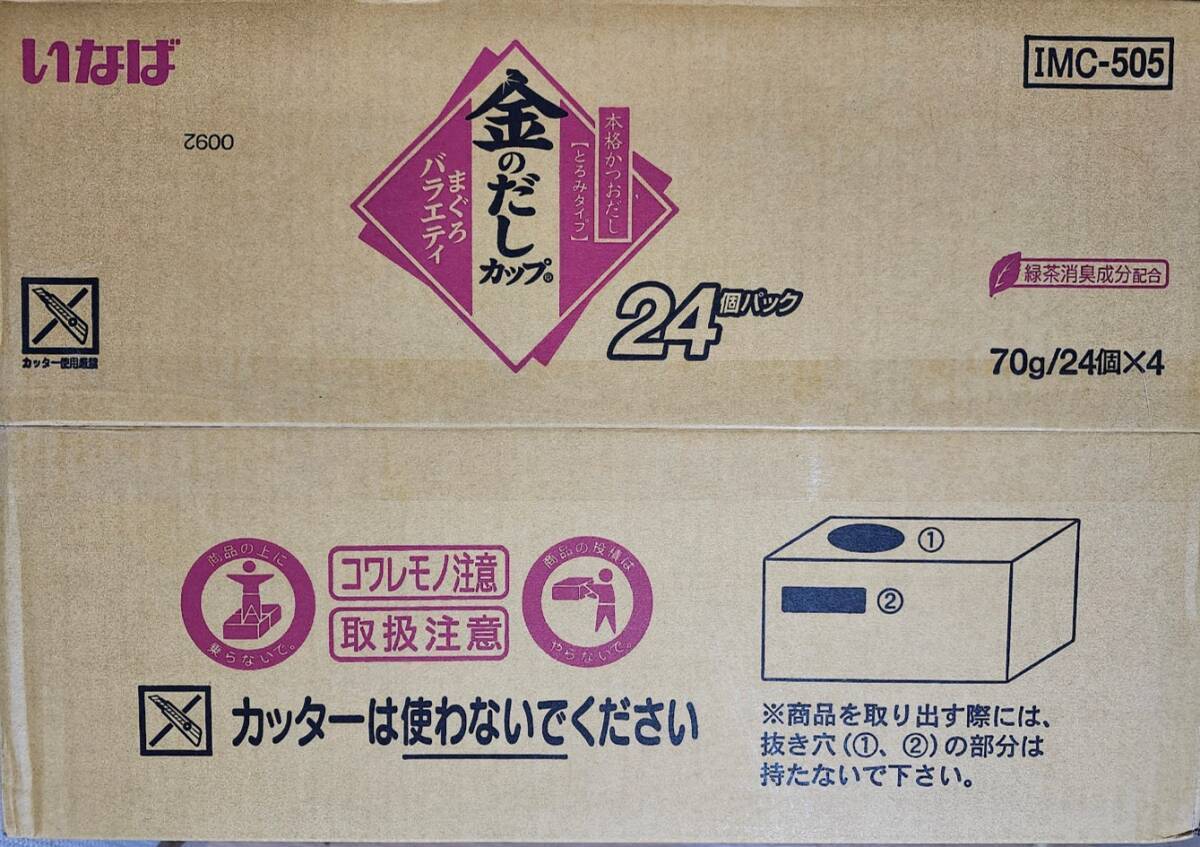 いなば
IMC-505
0092
本格かつおだし
【とろみタイプ】
金のだし
カップ®
まぐろ
バラエティ
24個パック
緑茶消臭成分配合
70g/24個×4
カッター使用厳禁
商品の上に
乗らないで。
コワレモノ注意
取扱注意
商品の投積は
やらないで。
カッターは使わないでください
①
②
※商品を取り出す際には、
抜き穴(①、②)の部分は
持たないで下さい。